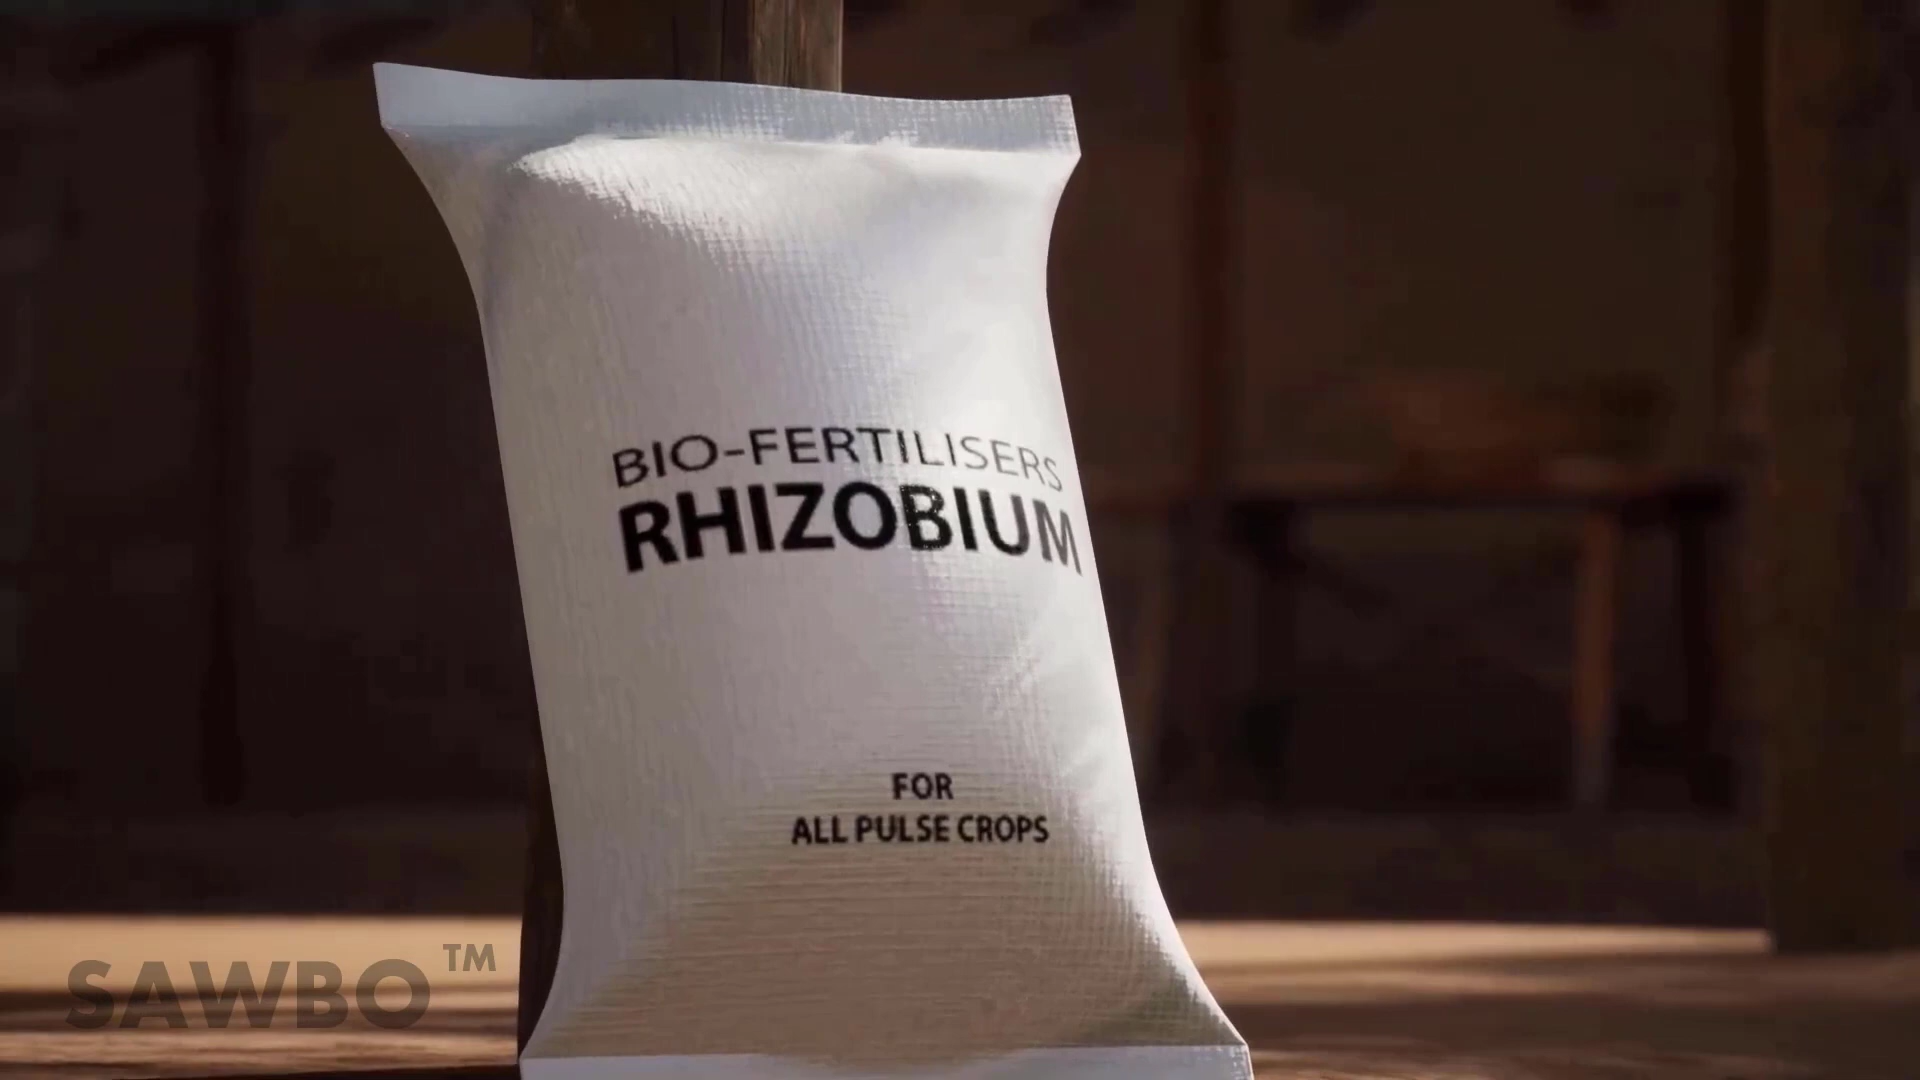 BIO-FERTILISERS
RHIZOBIUM
FOR
ALL PULSE CROPS
SAWBO™